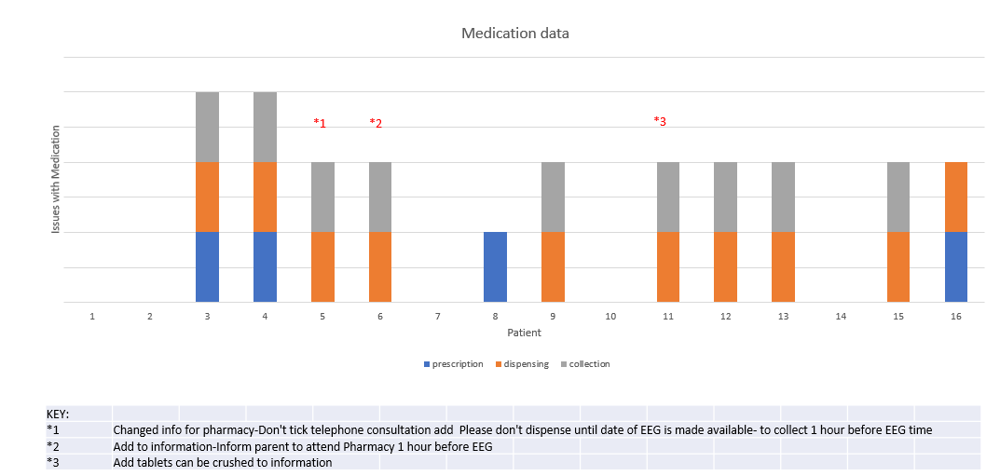 Medication data
*1 *2 *3
Issues with Medication
1 2 3 4 5 6 7 8 9 10 11 12 13 14 15 16
Patient
prescription dispensing collection
KEY:
*1 Changed info for pharmacy-Don't tick telephone consultation add  Please don't dispense until date of EEG is made available- to collect 1 hour before EEG time
*2 Add to information-Inform parent to attend Pharmacy 1 hour before EEG
*3 Add tablets can be crushed to information